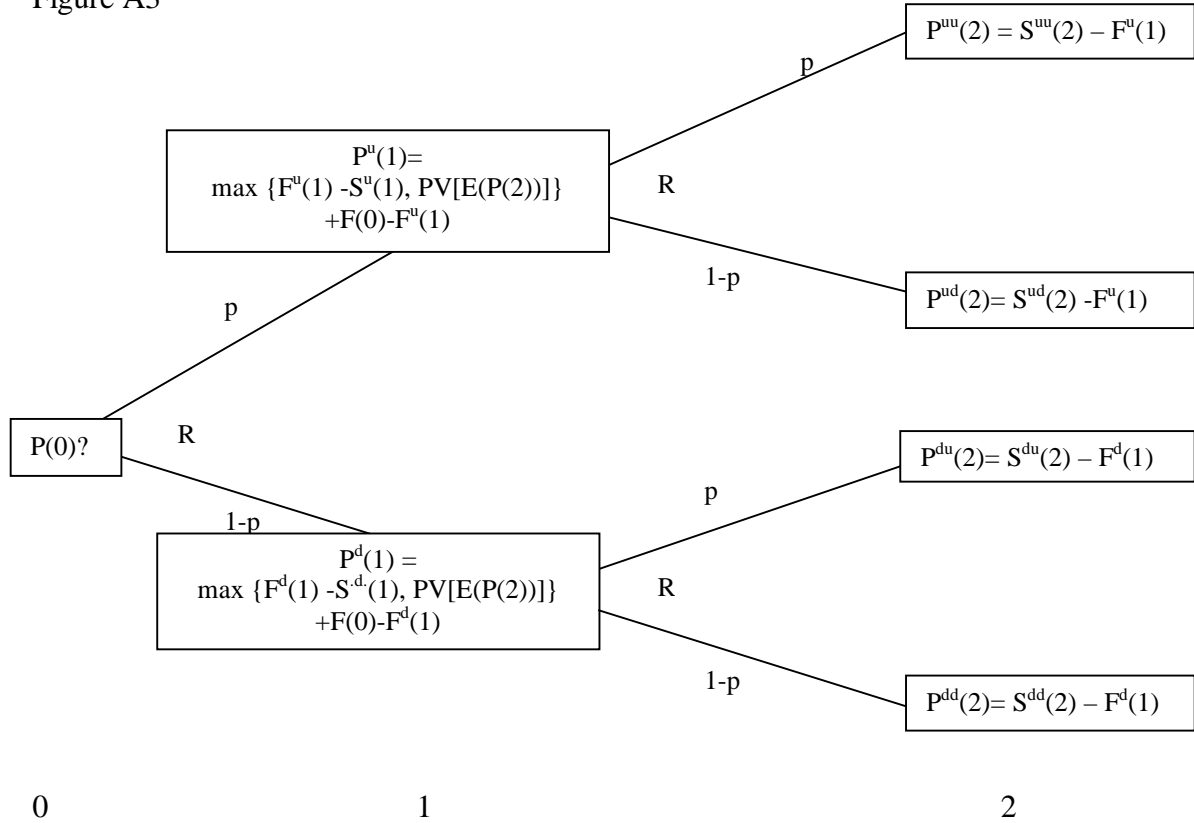 P^uu(2) = S^uu(2) – F^u(1)
p
P^u(1)=
max {F^u(1) -S^u(1), PV[E(P(2))]}
+F(0)-F^u(1)
R
1-p
P^ud(2)= S^ud(2) -F^u(1)
p
P(0)?
R
P^du(2)= S^du(2) – F^d(1)
p
1-p
P^d(1) =
max {F^d(1) -S^.d.(1), PV[E(P(2))]}
+F(0)-F^d(1)
R
1-p
P^dd(2)= S^dd(2) – F^d(1)
0 1 2